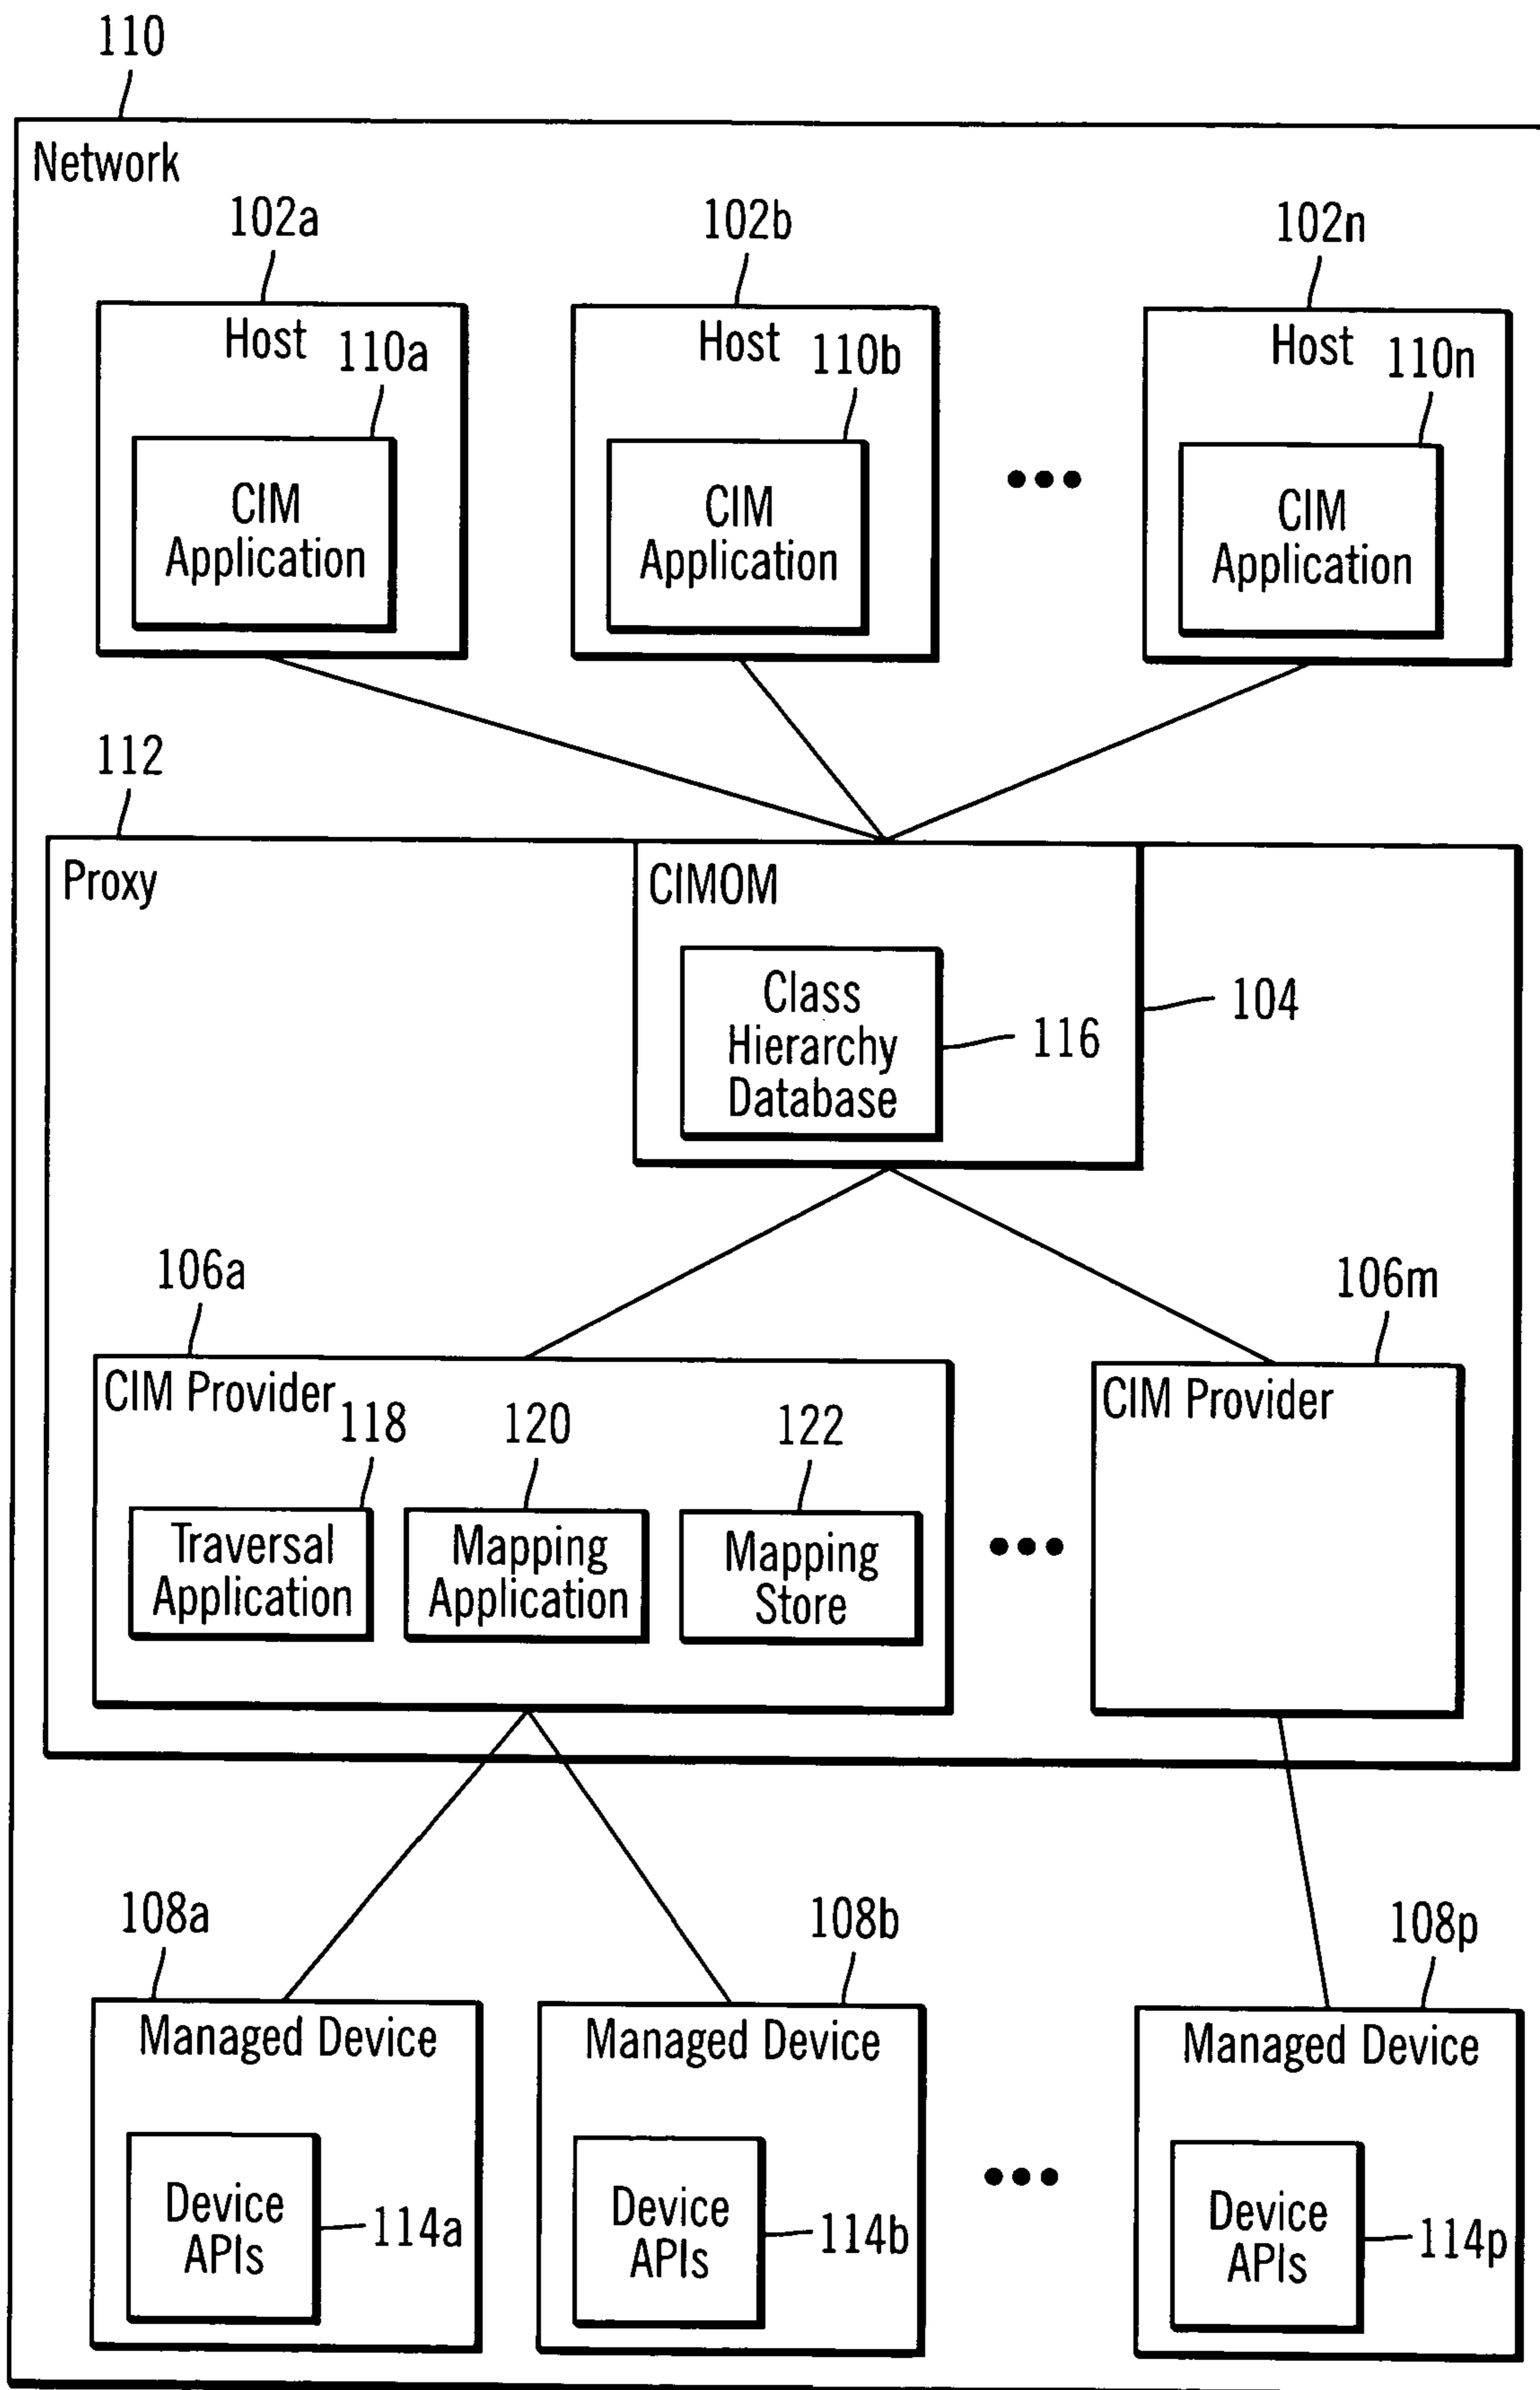 110
Network
102a
102b
102n
Host
110a
Host
110b
Host
110n
CIM
Application
CIM
Application
CIM
Application
112
Proxy
CIMOM
Class
Hierarchy
Database
104
116
106a
106m
CIM Provider
118
120
122
CIM Provider
Traversal
Application
Mapping
Application
Mapping
Store
108a
108b
108p
Managed Device
Managed Device
Managed Device
Device
APIs
114a
Device
APIs
114b
Device
APIs
114p